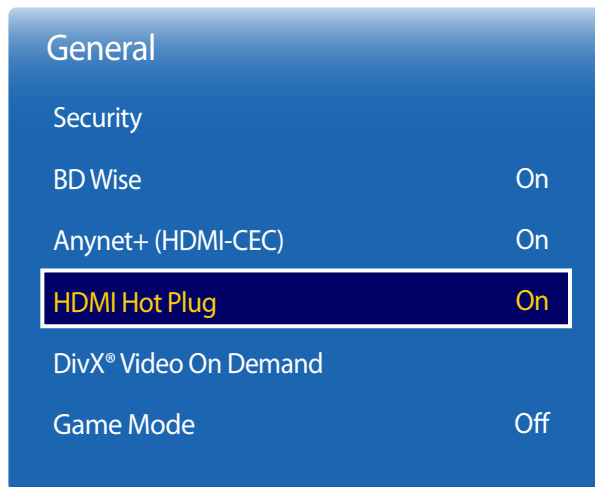 General
Security
BD Wise On
Anynet+ (HDMI-CEC) On
HDMI Hot Plug On
DivX® Video On Demand
Game Mode Off